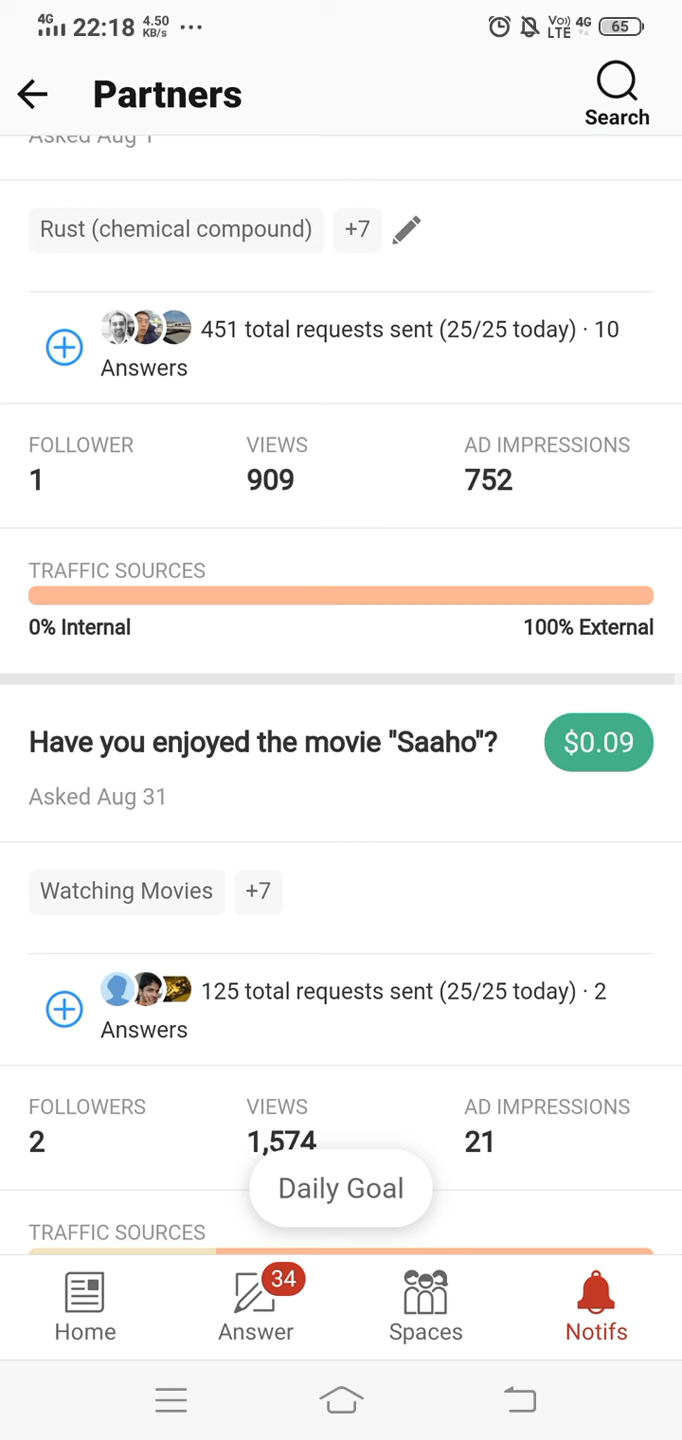 4G 22:18 4.50 KB/s ... Vo)) LTE 4G 65
Partners
Search
Asked Aug 1
Rust (chemical compound) +7
451 total requests sent (25/25 today) · 10
Answers
FOLLOWER VIEWS AD IMPRESSIONS
1 909 752
TRAFFIC SOURCES
0% Internal 100% External
Have you enjoyed the movie "Saaho"? $0.09
Asked Aug 31
Watching Movies +7
125 total requests sent (25/25 today) · 2
Answers
FOLLOWERS VIEWS AD IMPRESSIONS
2 1,574 21
Daily Goal
TRAFFIC SOURCES
34
Home Answer Spaces Notifs